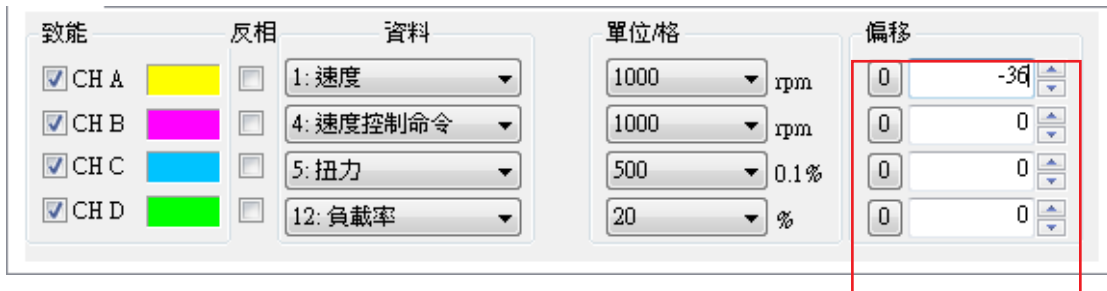 致能 反相 資料 單位/格 偏移
CH A 1: 速度 1000 rpm 0 -36
CH B 4: 速度控制命令 1000 rpm 0 0
CH C 5: 扭力 500 0.1% 0 0
CH D 12: 負載率 20 % 0 0